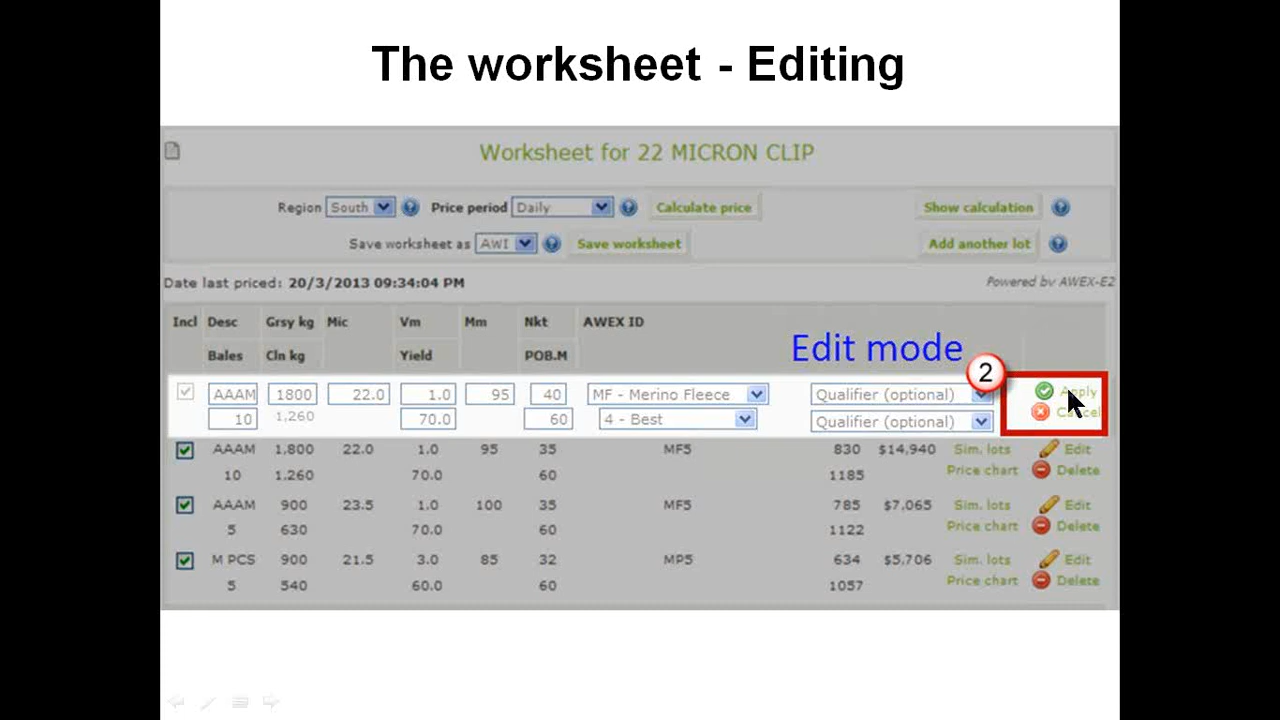 The worksheet - Editing
Worksheet for 22 MICRON CLIP
Region South Price period Daily Calculate price Show calculation
Save worksheet as AWI Save worksheet Add another lot
Date last priced: 20/3/2013 09:34:04 PM Powered by AWEX-E2
Incl Desc Grsy kg Mic Vm Mm Nkt AWEX ID
Bales Cln kg Yield POB.M
Edit mode
2
AAAM 1800 22.0 1.0 95 40 MF - Merino Fleece Qualifier (optional) Apply
10 1,260 70.0 60 4 - Best Qualifier (optional) Cancel
AAAM 1,800 22.0 1.0 95 35 MF5 830 $14,940 Sim. lots Edit
10 1,260 70.0 60 1185 Price chart Delete
AAAM 900 23.5 1.0 100 35 MF5 785 $7,065 Sim. lots Edit
5 630 70.0 60 1122 Price chart Delete
M PCS 900 21.5 3.0 85 32 MP5 634 $5,706 Sim. lots Edit
5 540 60.0 60 1057 Price chart Delete